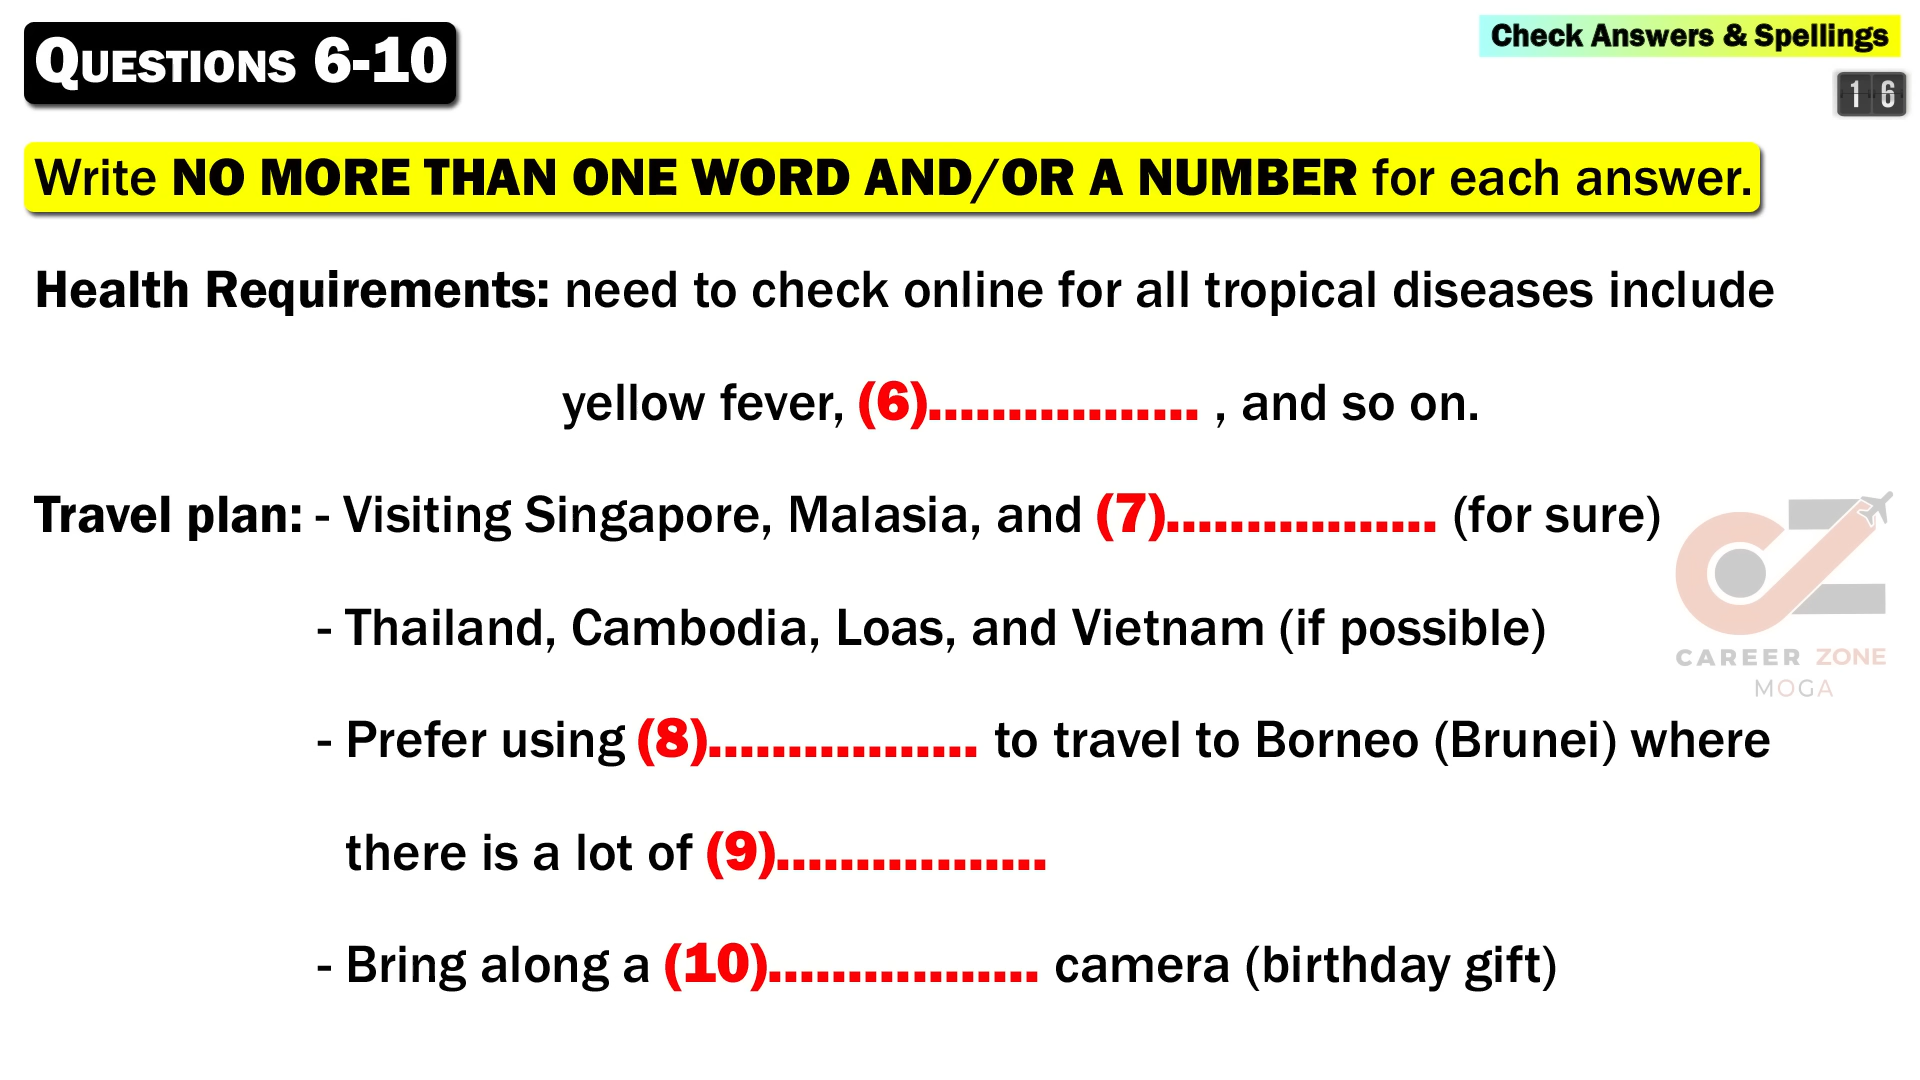 QUESTIONS 6-10
Check Answers & Spellings
16
Write NO MORE THAN ONE WORD AND/OR A NUMBER for each answer.
Health Requirements: need to check online for all tropical diseases include
yellow fever, (6)................. , and so on.
Travel plan: - Visiting Singapore, Malasia, and (7)................. (for sure)
- Thailand, Cambodia, Loas, and Vietnam (if possible)
CAREER ZONE
MOGA
- Prefer using (8)................. to travel to Borneo (Brunei) where
there is a lot of (9).................
- Bring along a (10)................. camera (birthday gift)